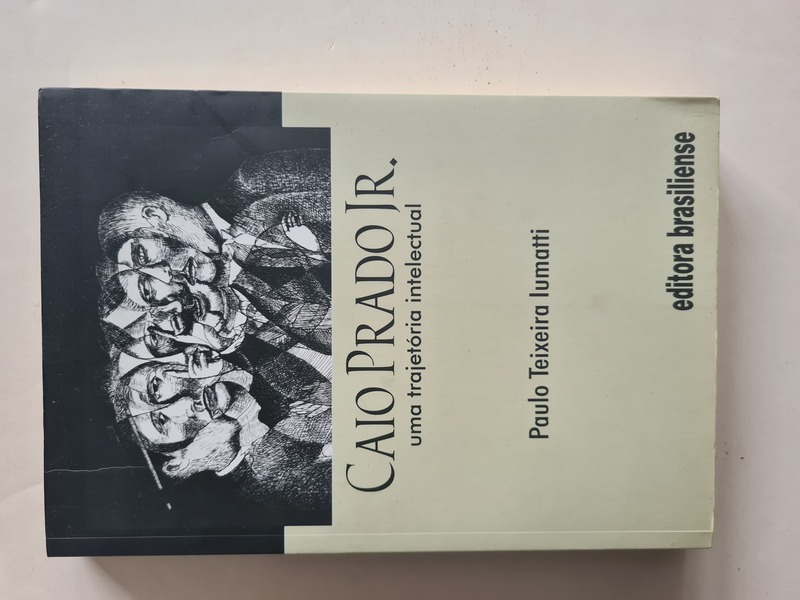 CAIO PRADO JR.
uma trajetória intelectual
Paulo Teixeira Iumatti
editora brasiliense